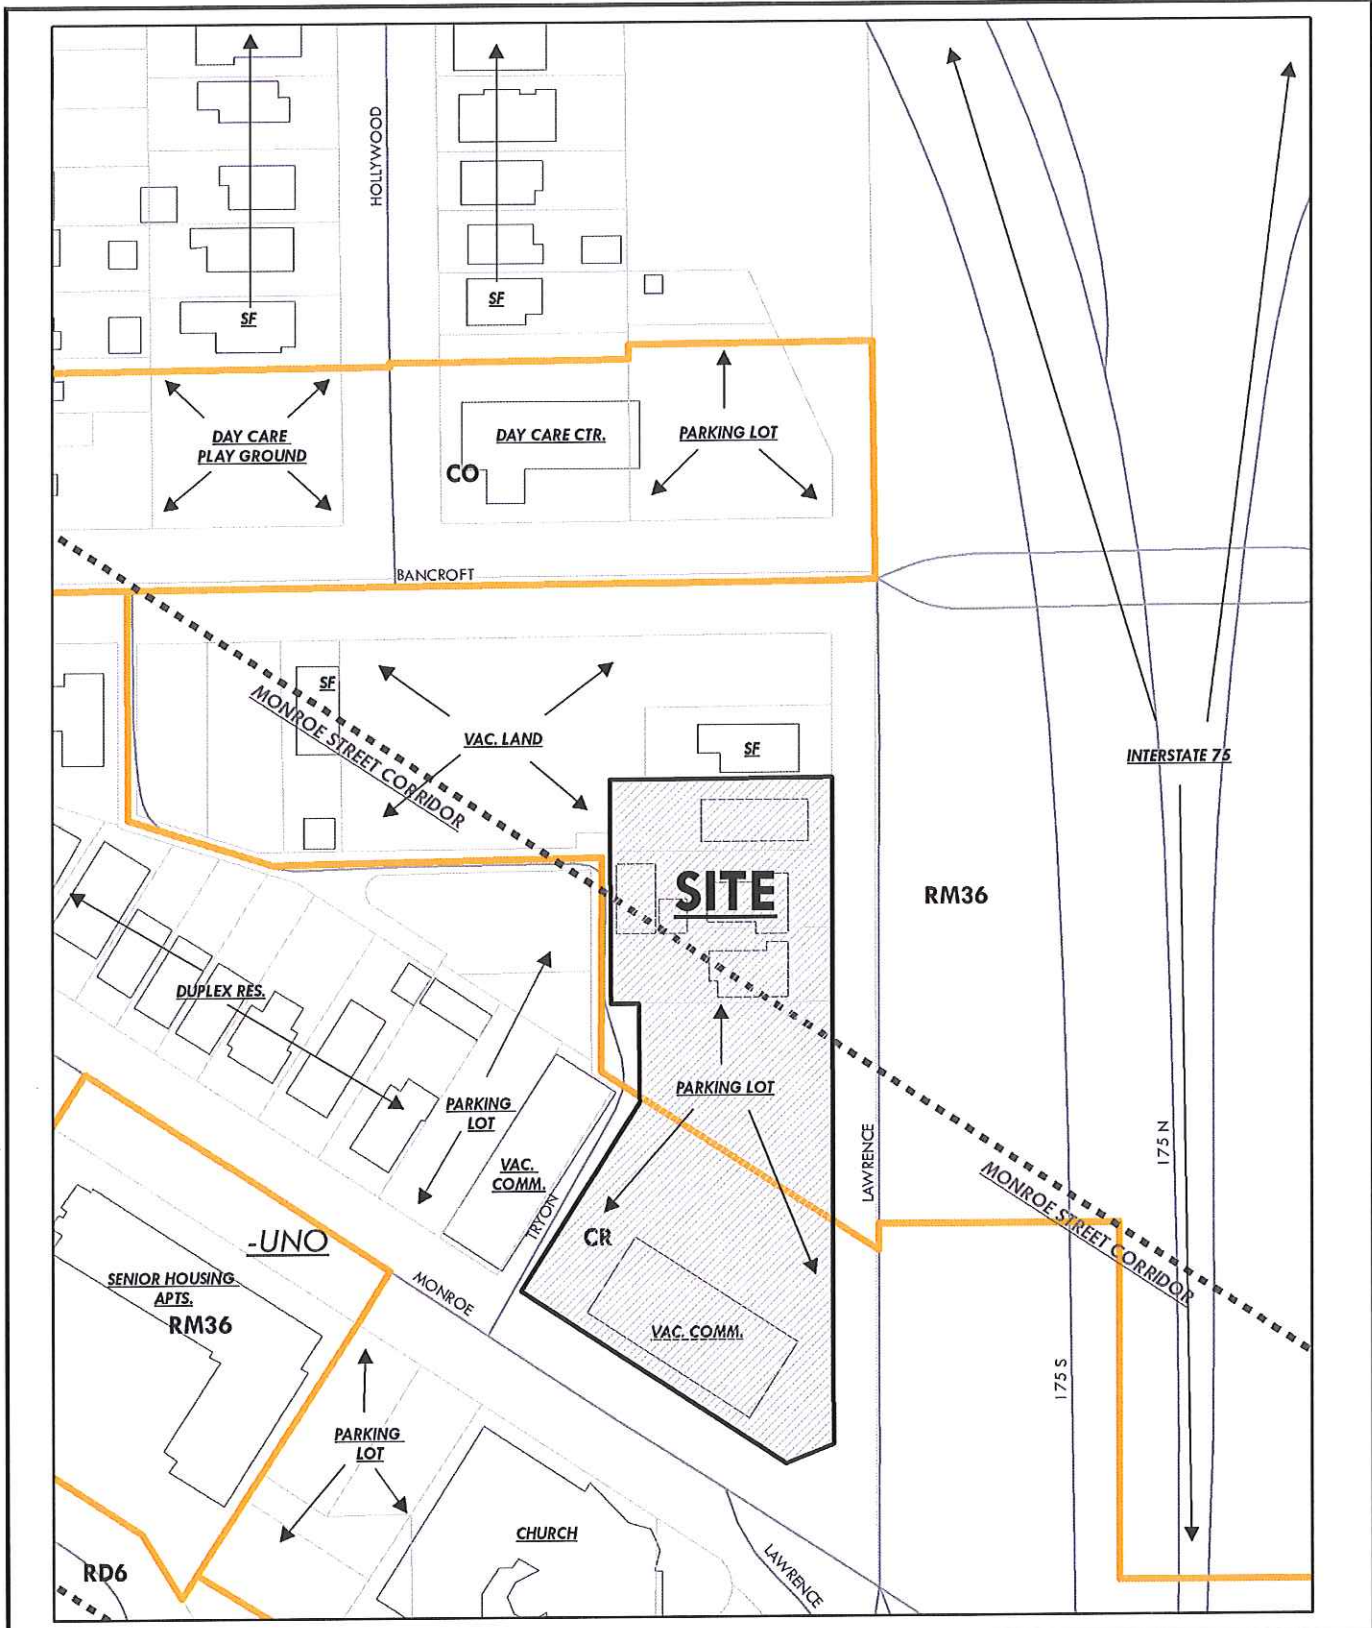 HOLLYWOOD
SF
SF
DAY CARE
PLAY GROUND
DAY CARE CTR.
PARKING LOT
CO
BANCROFT
SF
MONROE STREET CORRIDOR
VAC. LAND
SF
INTERSTATE 75
SITE
RM36
DUPLEX RES.
PARKING LOT
PARKING
LOT
VAC.
COMM.
TRYON
LAWRENCE
175 N
MONROE STREET CORRIDOR
CR
-UNO
SENIOR HOUSING
APTS.
RM36
MONROE
VAC. COMM.
175 S
PARKING
LOT
CHURCH
LAWRENCE
RD6